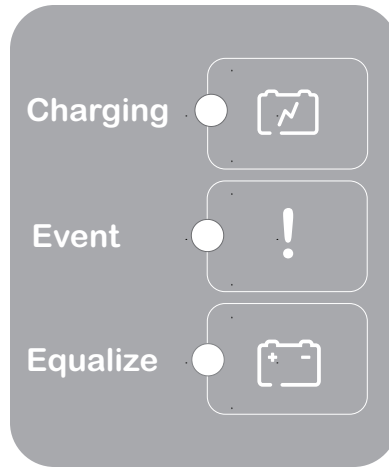 Charging
Event
!
Equalize
+ -